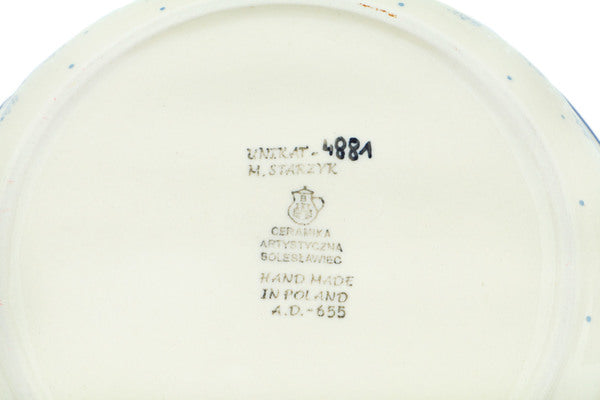 UNIKAT - 4881
M. STARZYK
B
CERAMIKA
ARTYSTYCZNA
BOLESŁAWIEC
HAND MADE
IN POLAND
A.D.-655